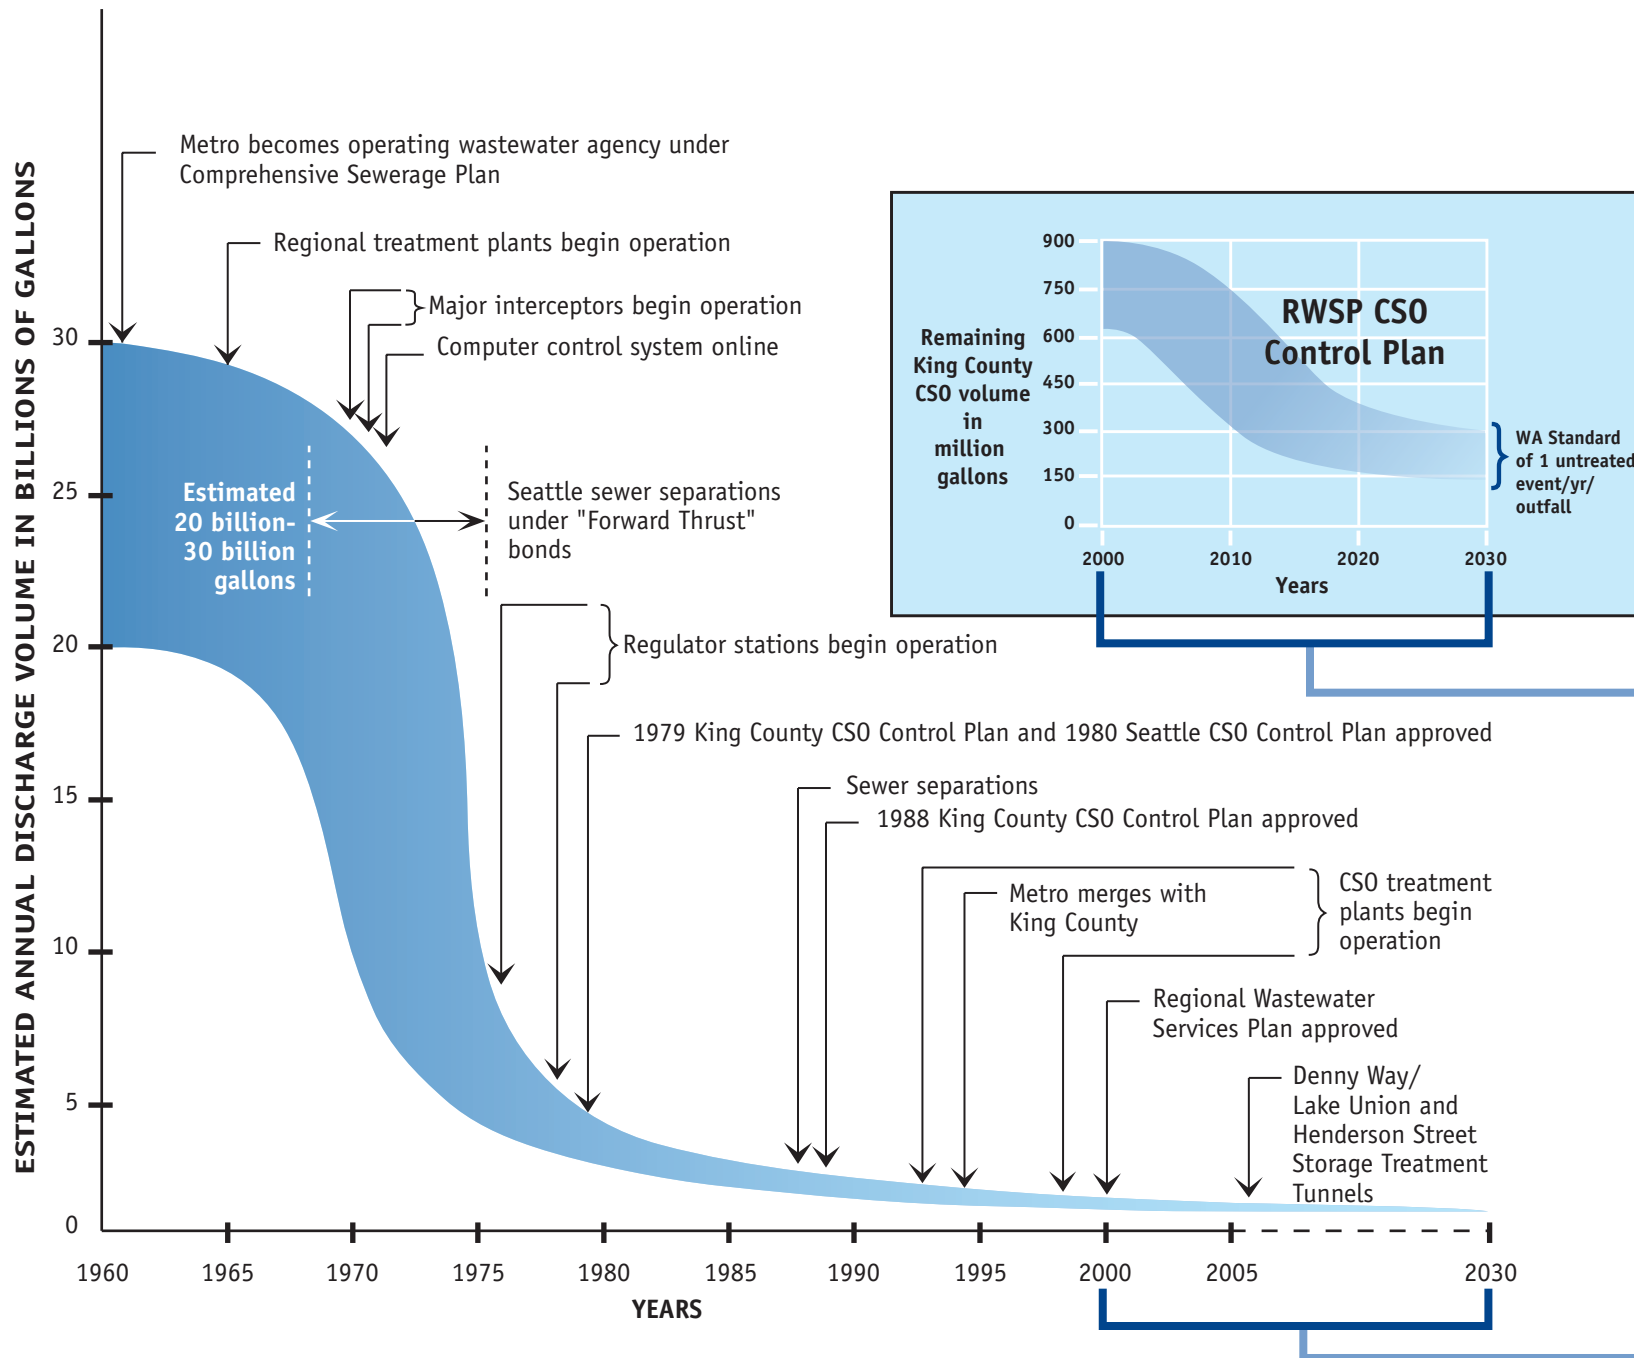 ESTIMATED ANNUAL DISCHARGE VOLUME IN BILLIONS OF GALLONS
30
25
20
15
10
5
0
Metro becomes operating wastewater agency under
Comprehensive Sewerage Plan
Regional treatment plants begin operation
Major interceptors begin operation
Computer control system online
Estimated
20 billion-
30 billion
gallons
Seattle sewer separations
under "Forward Thrust"
bonds
Regulator stations begin operation
1979 King County CSO Control Plan and 1980 Seattle CSO Control Plan approved
Sewer separations
1988 King County CSO Control Plan approved
Metro merges with
King County
CSO treatment
plants begin
operation
Regional Wastewater
Services Plan approved
Denny Way/
Lake Union and
Henderson Street
Storage Treatment
Tunnels
1960 1965 1970 1975 1980 1985 1990 1995 2000 2005 2030
YEARS
RWSP CSO
Control Plan
Remaining
King County
CSO volume
in
million
gallons
900
750
600
450
300
150
0
WA Standard
of 1 untreated
event/yr/
outfall
2000 2010 2020 2030
Years